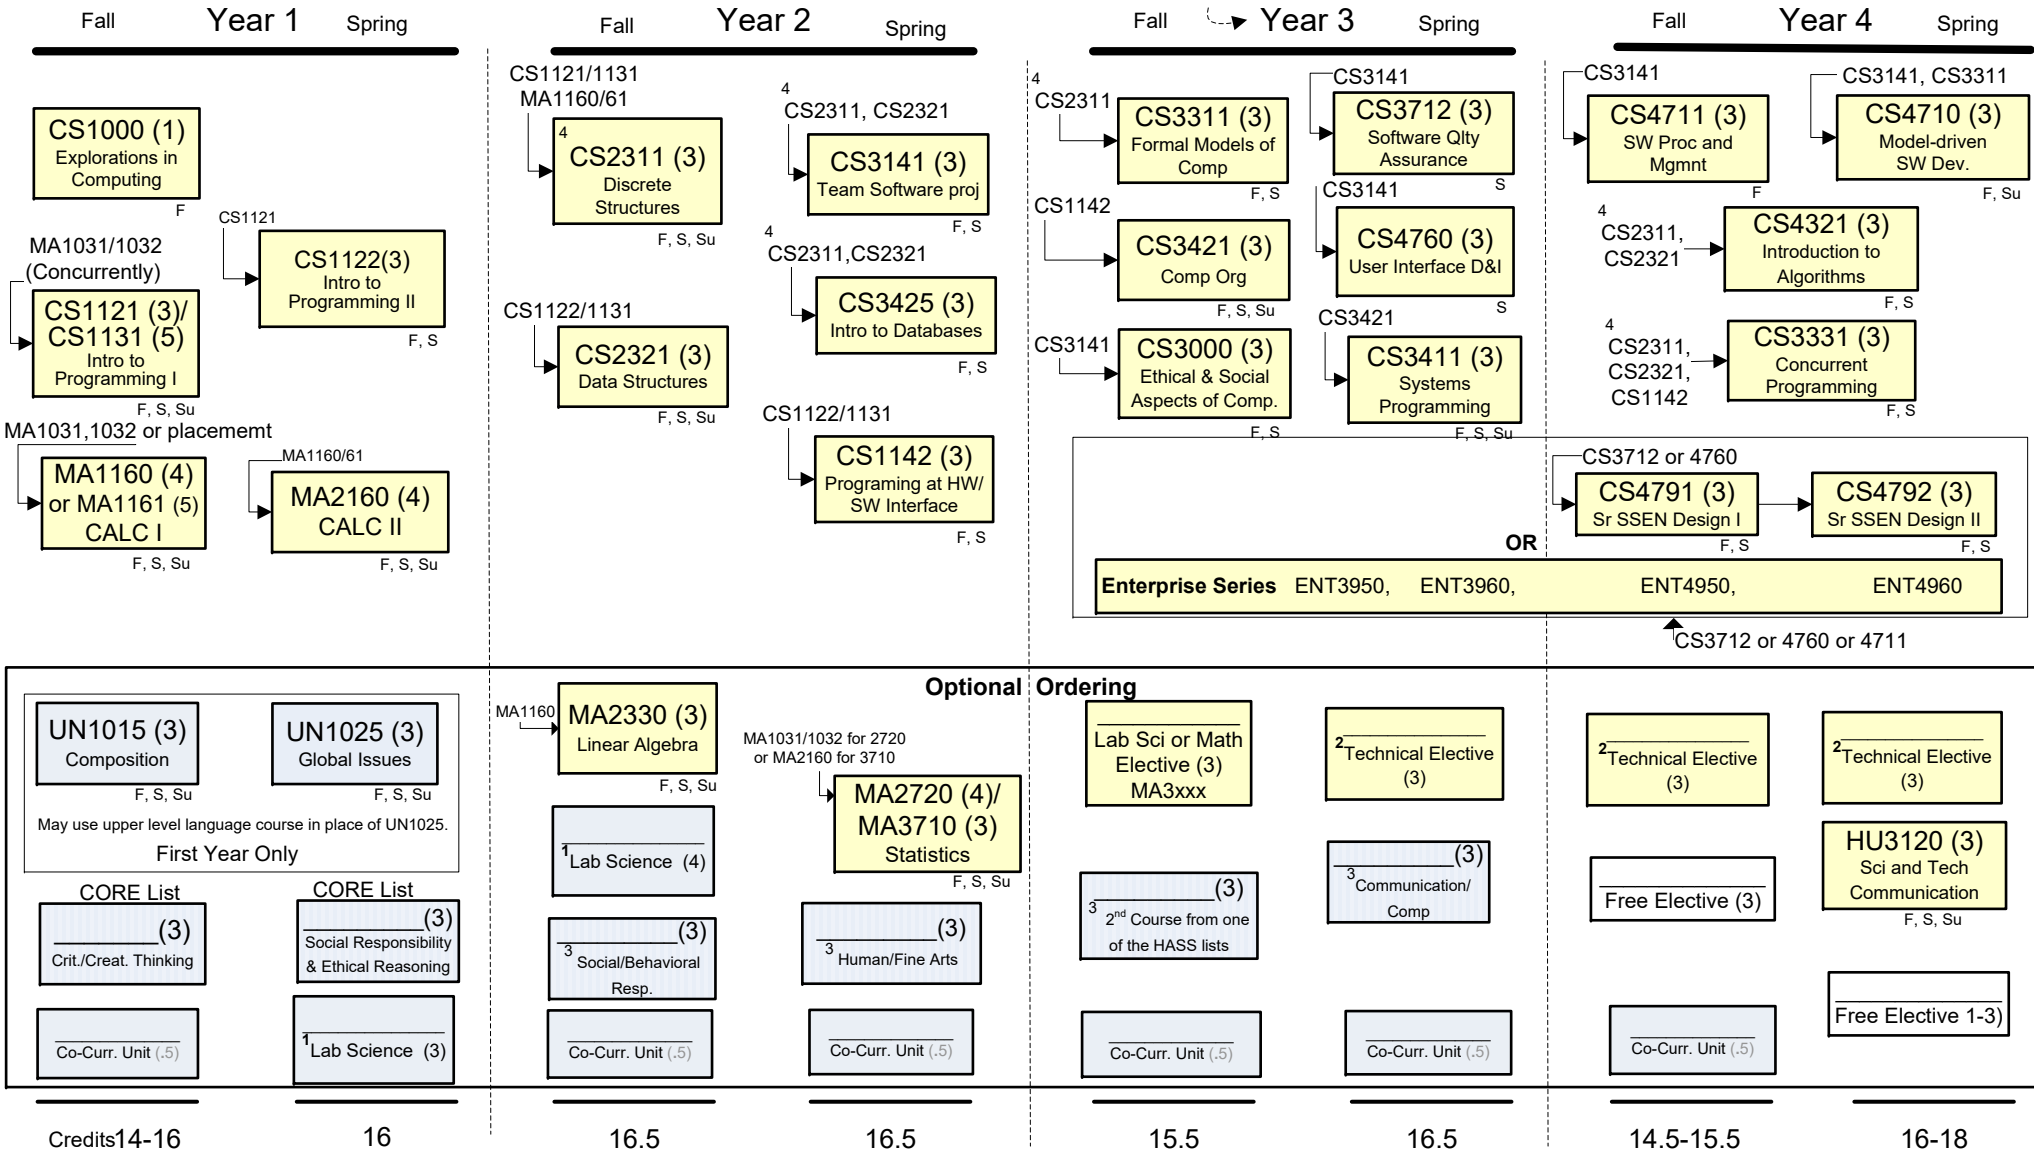 Fall
Year 1
Spring
Fall
Year 2
Spring
Fall
Year 3
Spring
Fall
Year 4
Spring
CS1000 (1)
Explorations in
Computing
F
MA1031/1032
(Concurrently)
CS1121 (3)/
CS1131 (5)
Intro to
Programming I
F, S, Su
MA1031,1032 or placememt
MA1160 (4)
or MA1161 (5)
CALC I
F, S, Su
CS1121
CS1122(3)
Intro to
Programming II
F, S
MA1160/61
MA2160 (4)
CALC II
F, S, Su
CS1121/1131
MA1160/61
4
CS2311 (3)
Discrete
Structures
F, S, Su
CS1122/1131
CS2321 (3)
Data Structures
F, S, Su
4
CS2311, CS2321
CS3141 (3)
Team Software proj
F, S
4
CS2311,CS2321
CS3425 (3)
Intro to Databases
F, S
CS1122/1131
CS1142 (3)
Programing at HW/
SW Interface
F, S
4
CS2311
CS3311 (3)
Formal Models of
Comp
F, S
CS1142
CS3421 (3)
Comp Org
F, S, Su
CS3141
CS3000 (3)
Ethical & Social
Aspects of Comp.
F, S
CS3141
CS3712 (3)
Software Qlty
Assurance
S
CS3141
CS4760 (3)
User Interface D&I
S
CS3421
CS3411 (3)
Systems
Programming
F, S, Su
CS3141
CS4711 (3)
SW Proc and
Mgmnt
F
CS3141, CS3311
CS4710 (3)
Model-driven
SW Dev.
F, Su
4
CS2311,
CS2321
CS4321 (3)
Introduction to
Algorithms
F, S
4
CS2311,
CS2321,
CS1142
CS3331 (3)
Concurrent
Programming
F, S
CS3712 or 4760
CS4791 (3)
Sr SSEN Design I
F, S
CS4792 (3)
Sr SSEN Design II
F, S
OR
Enterprise Series ENT3950, ENT3960, ENT4950, ENT4960
CS3712 or 4760 or 4711
Optional Ordering
UN1015 (3)
Composition
F, S, Su
UN1025 (3)
Global Issues
F, S, Su
May use upper level language course in place of UN1025.
First Year Only
CORE List
__________(3)
Crit./Creat. Thinking
CORE List
__________(3)
Social Responsibility
& Ethical Reasoning
Co-Curr. Unit (.5)
1Lab Science (3)
MA1160
MA2330 (3)
Linear Algebra
F, S, Su
1Lab Science (4)
__________(3)
3 Social/Behavioral
Resp.
Co-Curr. Unit (.5)
MA1031/1032 for 2720
or MA2160 for 3710
MA2720 (4)/
MA3710 (3)
Statistics
F, S, Su
__________(3)
3 Human/Fine Arts
Co-Curr. Unit (.5)
Lab Sci or Math
Elective (3)
MA3xxx
__________(3)
3 2nd Course from one
of the HASS lists
Co-Curr. Unit (.5)
2Technical Elective
(3)
__________(3)
3Communication/
Comp
Co-Curr. Unit (.5)
2Technical Elective
(3)
Free Elective (3)
Co-Curr. Unit (.5)
2Technical Elective
(3)
HU3120 (3)
Sci and Tech
Communication
F, S, Su
Free Elective 1-3)
Credits14-16
16
16.5
16.5
15.5
16.5
14.5-15.5
16-18